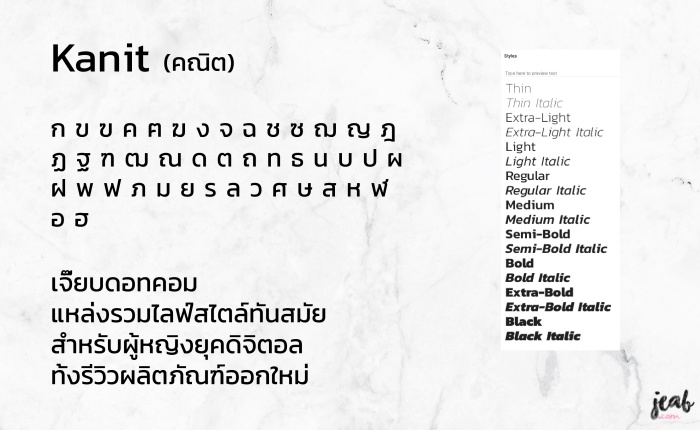 Kanit (คณิต)
ก ข ฃ ค ฅ ฆ ง จ ฉ ช ซ ฌ ญ ฎ
ฏ ฐ ฑ ฒ ณ ด ต ถ ท ธ น บ ป ผ
ฝ พ ฟ ภ ม ย ร ล ว ศ ษ ส ห ฬ
อ ฮ
เจี๊ยบดอทคอม
แหล่งรวมไลฟ์สไตล์ทันสมัย
สำหรับผู้หญิงยุคดิจิตอล
ทั้งรีวิวผลิตภัณฑ์ออกใหม่
Styles
Type here to preview text
Thin
Thin Italic
Extra-Light
Extra-Light Italic
Light
Light Italic
Regular
Regular Italic
Medium
Medium Italic
Semi-Bold
Semi-Bold Italic
Bold
Bold Italic
Extra-Bold
Extra-Bold Italic
Black
Black Italic
jeab
.com